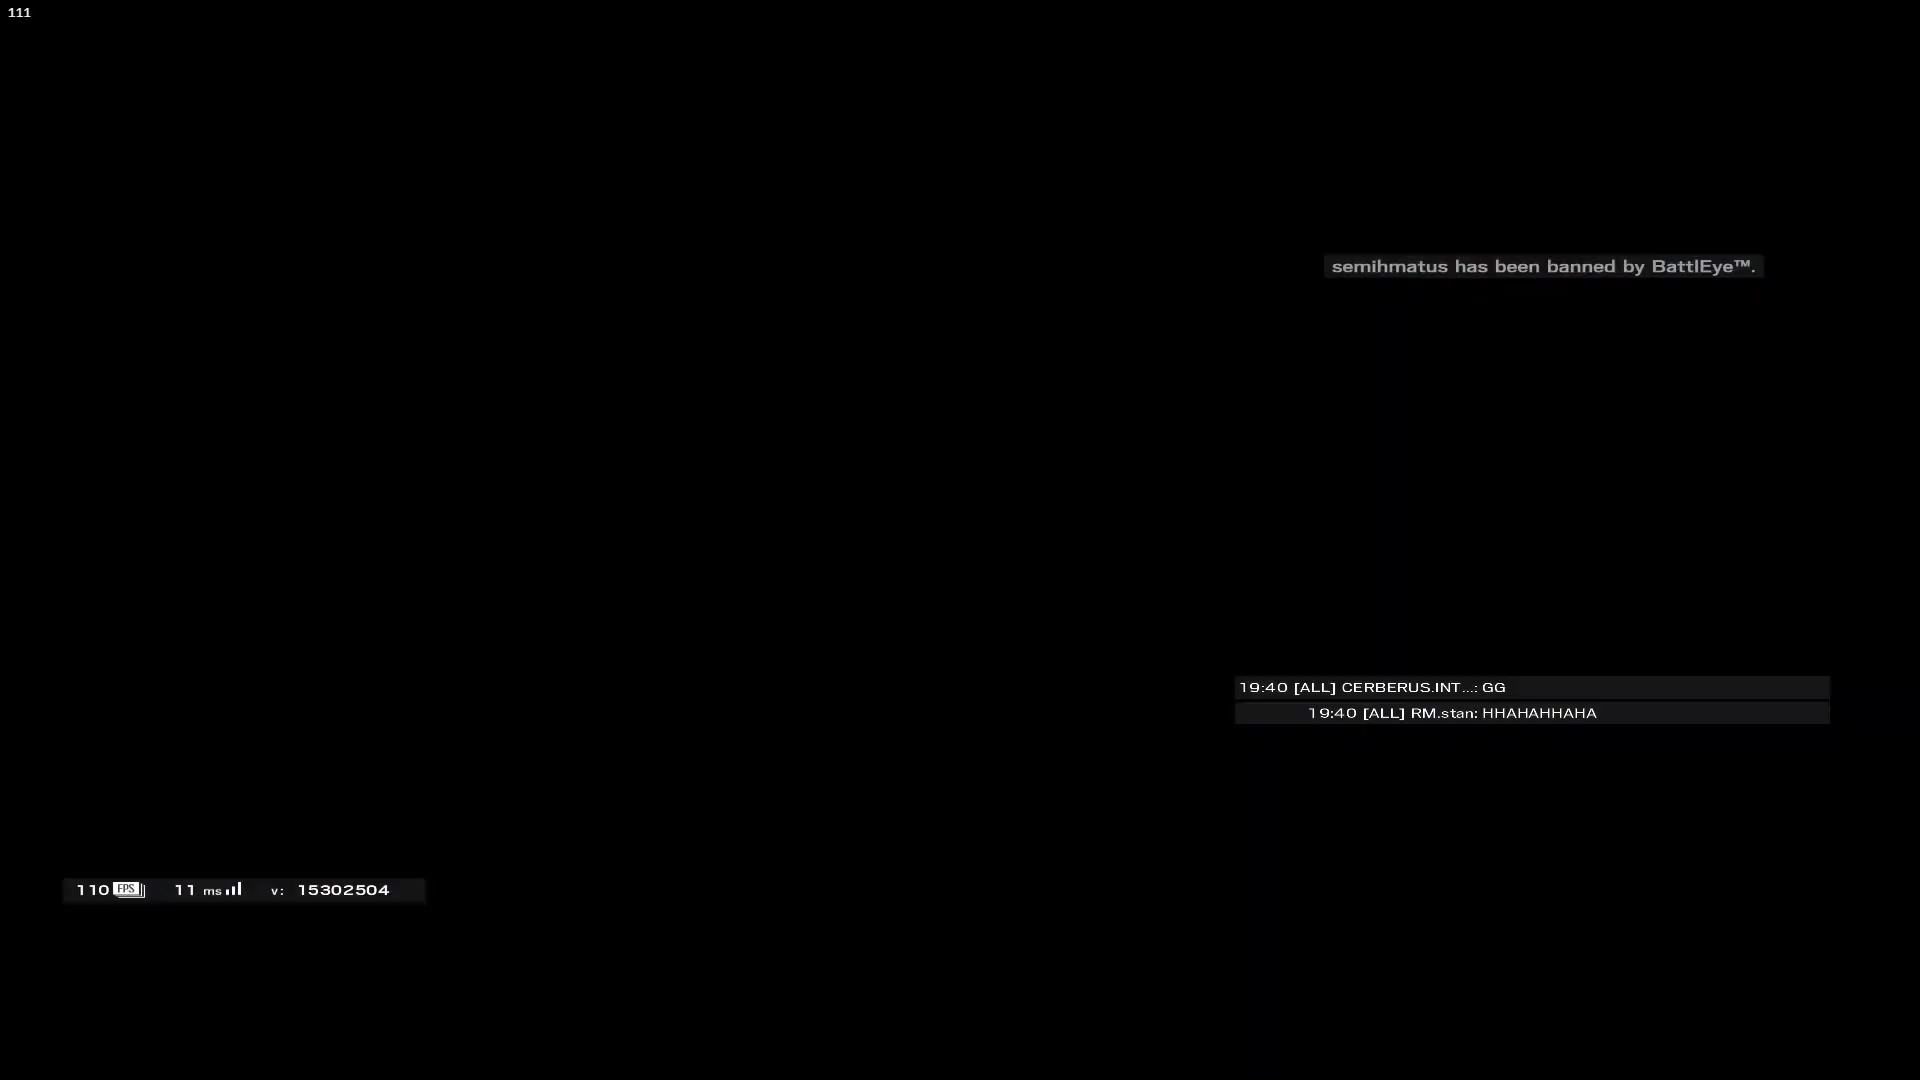 111
semihmatus has been banned by BattlEye™.
19:40 [ALL] CERBERUS.INT...: GG
19:40 [ALL] RM.stan: HHAHAHHAHA
110 FPS 11 ms v: 15302504